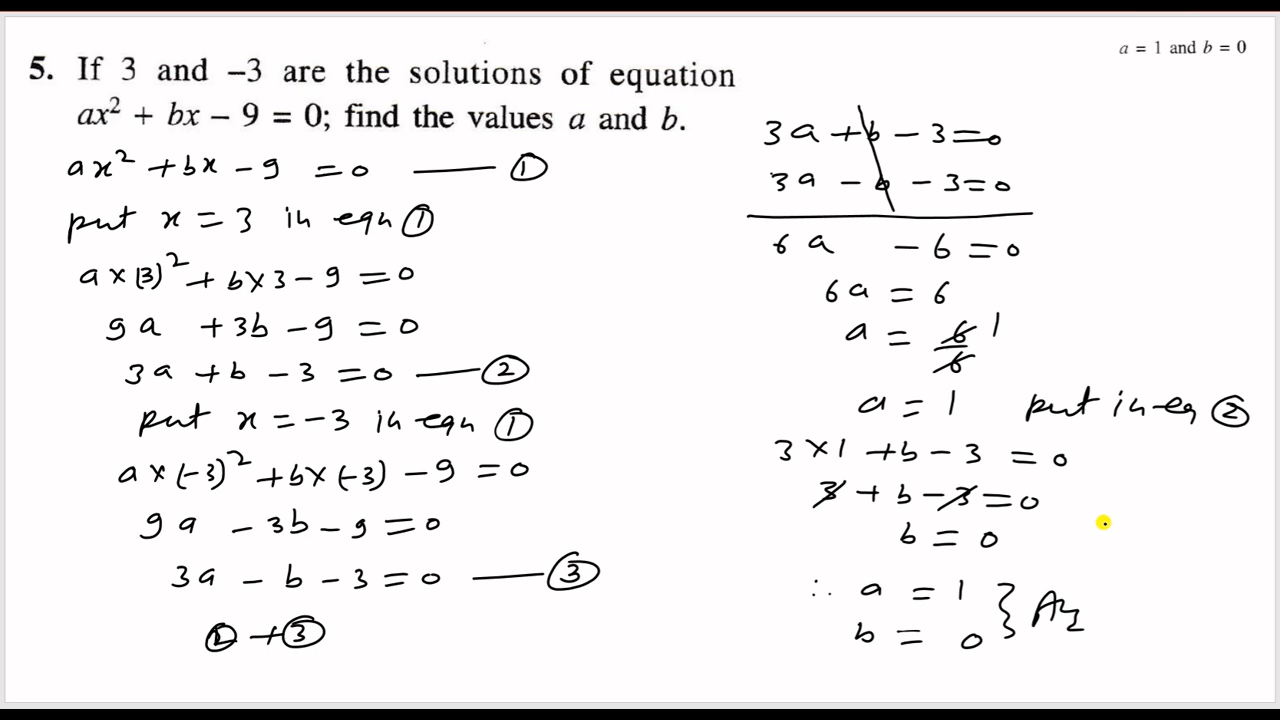 5. If 3 and –3 are the solutions of equation
ax² + bx – 9 = 0; find the values a and b.
ax² + bx - 9 = 0 —— ①
put x = 3 in eqn ①
a × (3)² + b × 3 - 9 = 0
9a + 3b - 9 = 0
3a + b - 3 = 0 —— ②
put x = -3 in eqn ①
a × (-3)² + b × (-3) - 9 = 0
9a - 3b - 9 = 0
3a - b - 3 = 0 —— ③
② + ③
a = 1 and b = 0
3a + b - 3 = 0
3a - b - 3 = 0
6a - 6 = 0
6a = 6
a = 6/6 1
a = 1 put in eq ②
3 × 1 + b - 3 = 0
3 + b - 3 = 0
b = 0
∴ a = 1
b = 0 } Ans